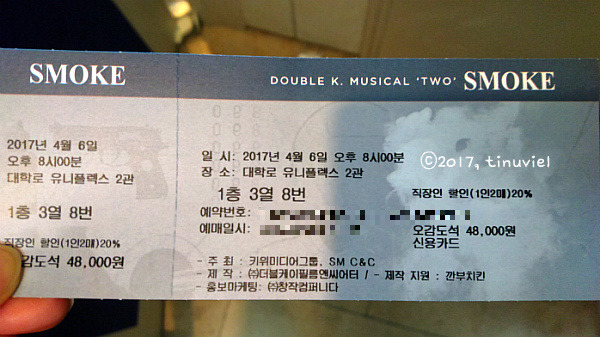 SMOKE
2017년 4월 6일
오후 8시00분
대학로 유니플렉스 2관
1층 3열 8번
직장인 할인(1인2매)20%
감도석 48,000원
DOUBLE K. MUSICAL 'TWO' SMOKE
일 시: 2017년 4월 6일 오후 8시00분
장 소: 대학로 유니플렉스 2관
1층 3열 8번
직장인 할인(1인2매)20%
예약번호:
예매일시:
오감도석 48,000원
신용카드
- 주 최 : 키위미디어그룹, SM C&C
- 제 작 : ㈜더블케이필름앤씨어터 / - 제작 지원 : 깐부치킨
- 홍보마케팅: ㈜창작컴퍼니다
©2017, tinuviel